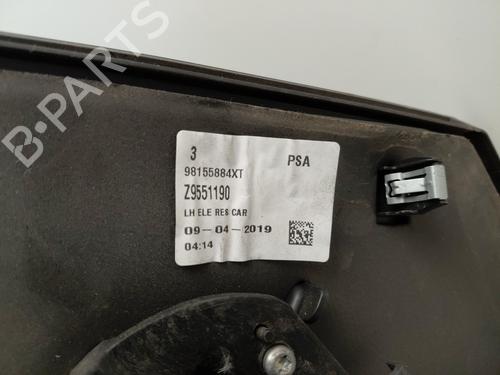 3 PSA
98155884XT
Z9551190
LH ELE RES CAR
09-04-2019
04:14
B-PARTS